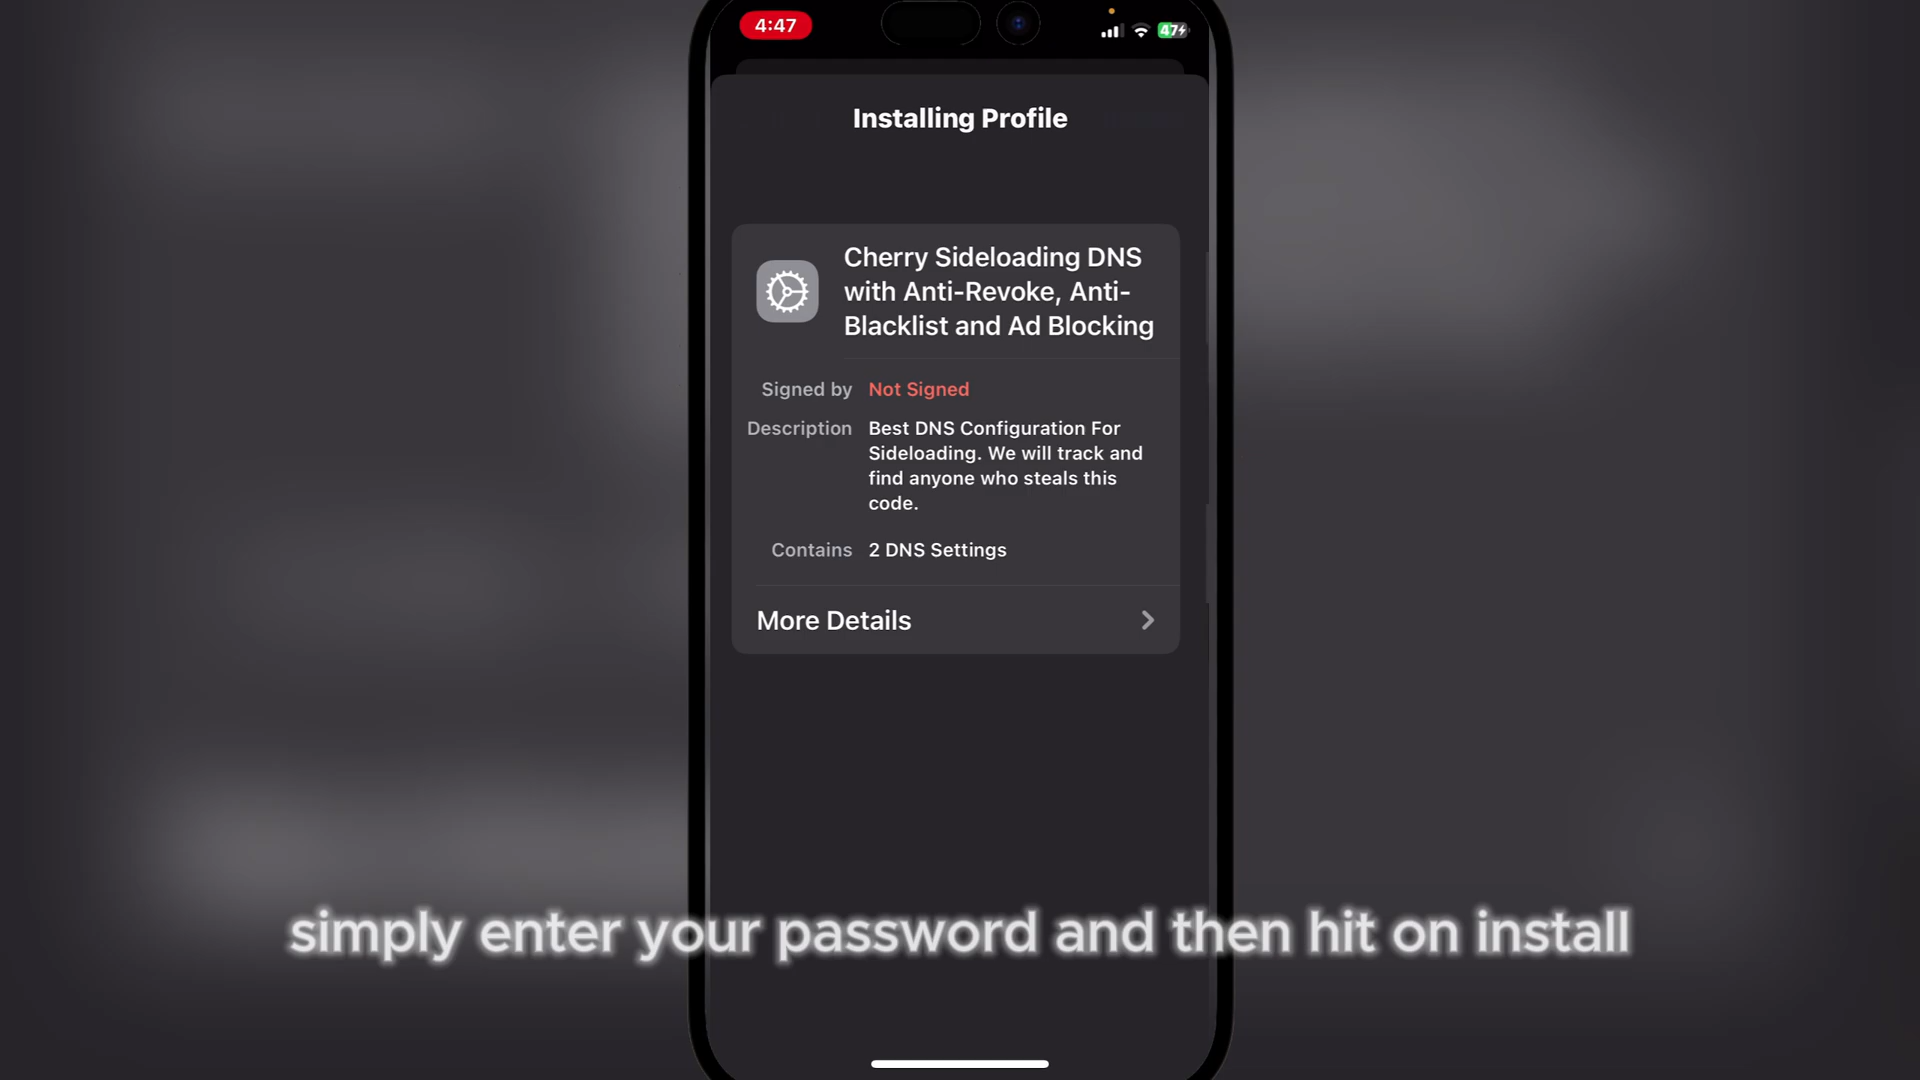 4:47
47
Installing Profile
Cherry Sideloading DNS
with Anti-Revoke, Anti-
Blacklist and Ad Blocking
Signed by Not Signed
Description Best DNS Configuration For
Sideloading. We will track and
find anyone who steals this
code.
Contains 2 DNS Settings
More Details
simply enter your password and then hit on install